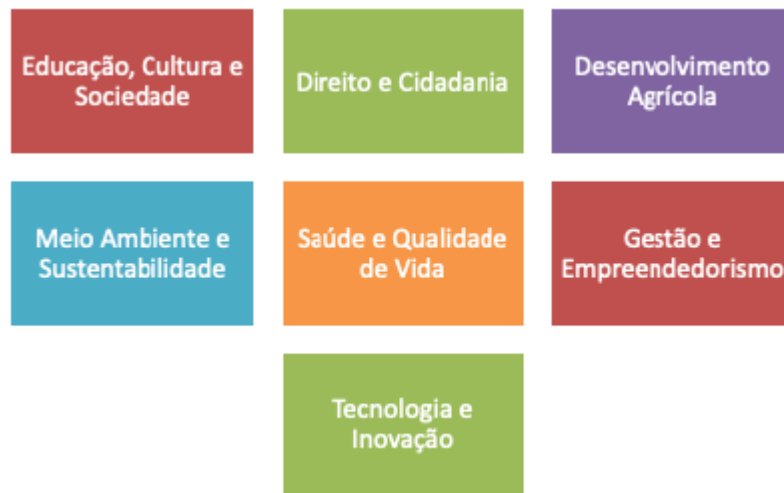 Educação, Cultura e
Sociedade
Direito e Cidadania
Desenvolvimento
Agrícola
Meio Ambiente e
Sustentabilidade
Saúde e Qualidade
de Vida
Gestão e
Empreendedorismo
Tecnologia e
Inovação